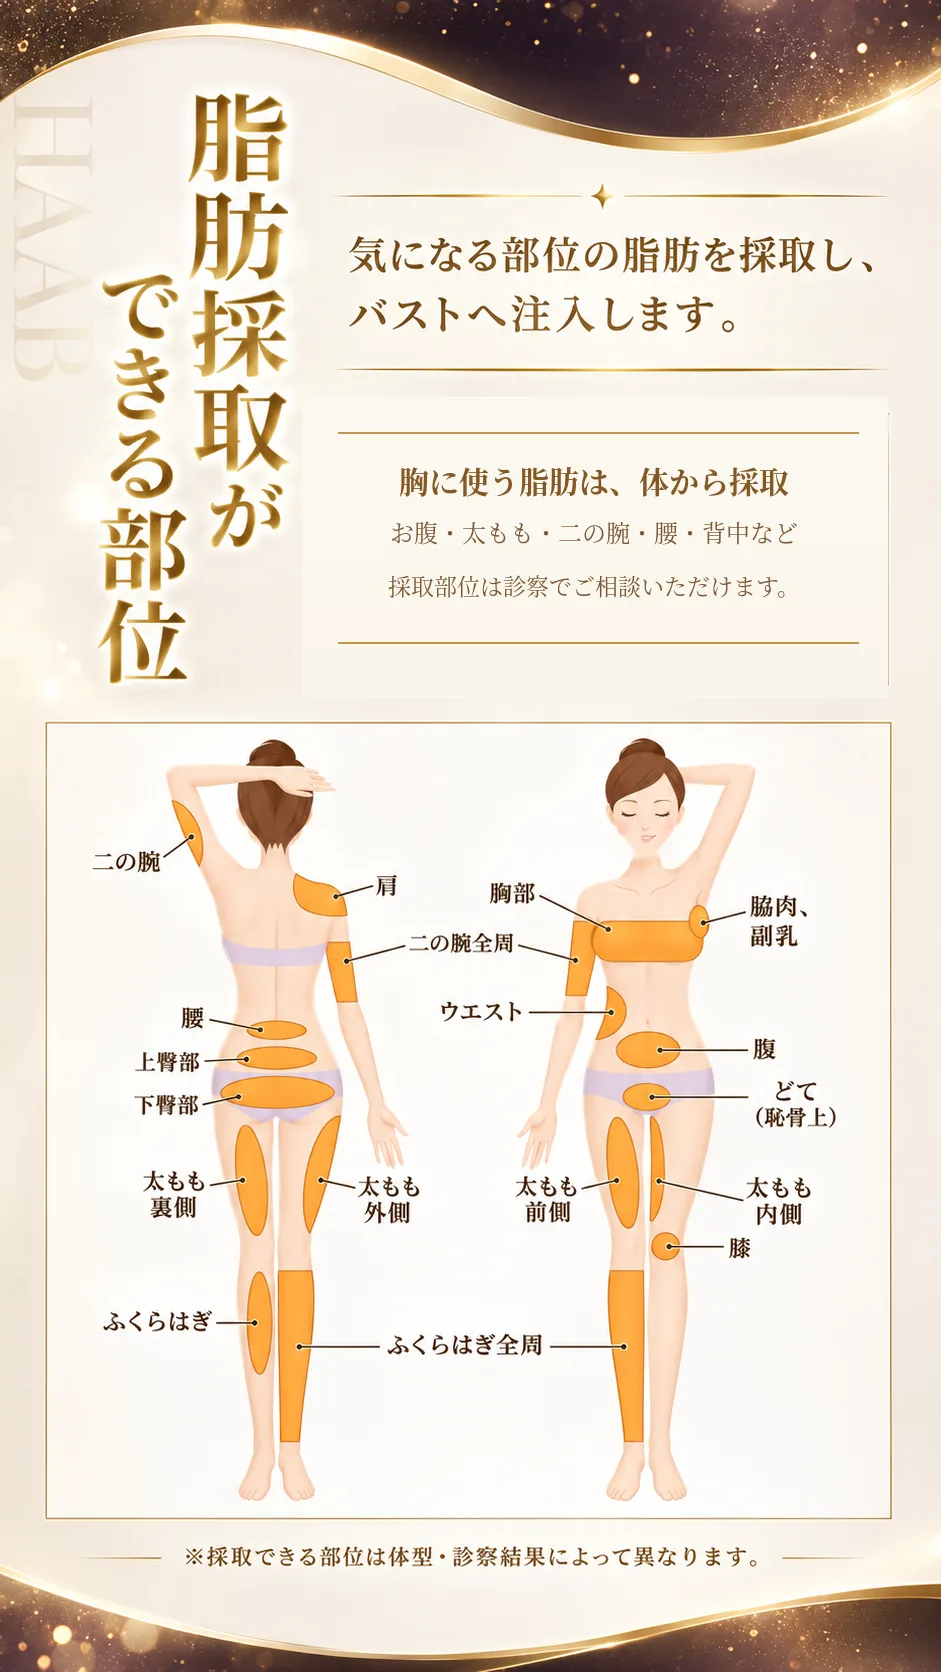 HAAB
脂肪採取が
できる部位
気になる部位の脂肪を採取し、
バストへ注入します。
胸に使う脂肪は、体から採取
お腹・太もも・二の腕・腰・背中など
採取部位は診察でご相談いただけます。
二の腕
肩
二の腕全周
腰
上臀部
下臀部
太もも
裏側
太もも
外側
ふくらはぎ
ふくらはぎ全周
胸部
脇肉、
副乳
ウエスト
腹
どて
（恥骨上）
太もも
前側
太もも
内側
膝
※採取できる部位は体型・診察結果によって異なります。